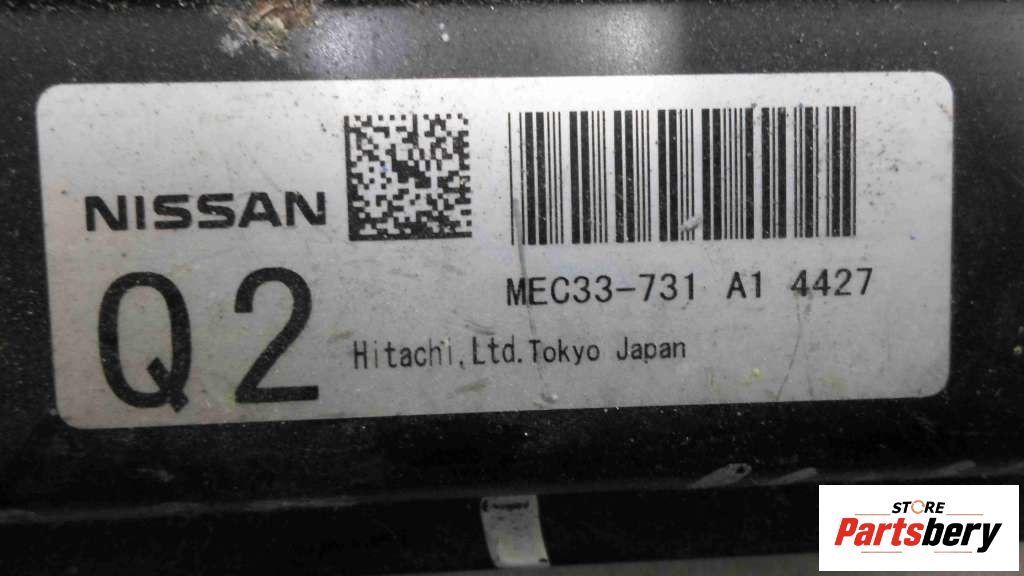 NISSAN
Q2
MEC33-731 A1 4427
Hitachi,Ltd.Tokyo Japan
STORE
Partsbery